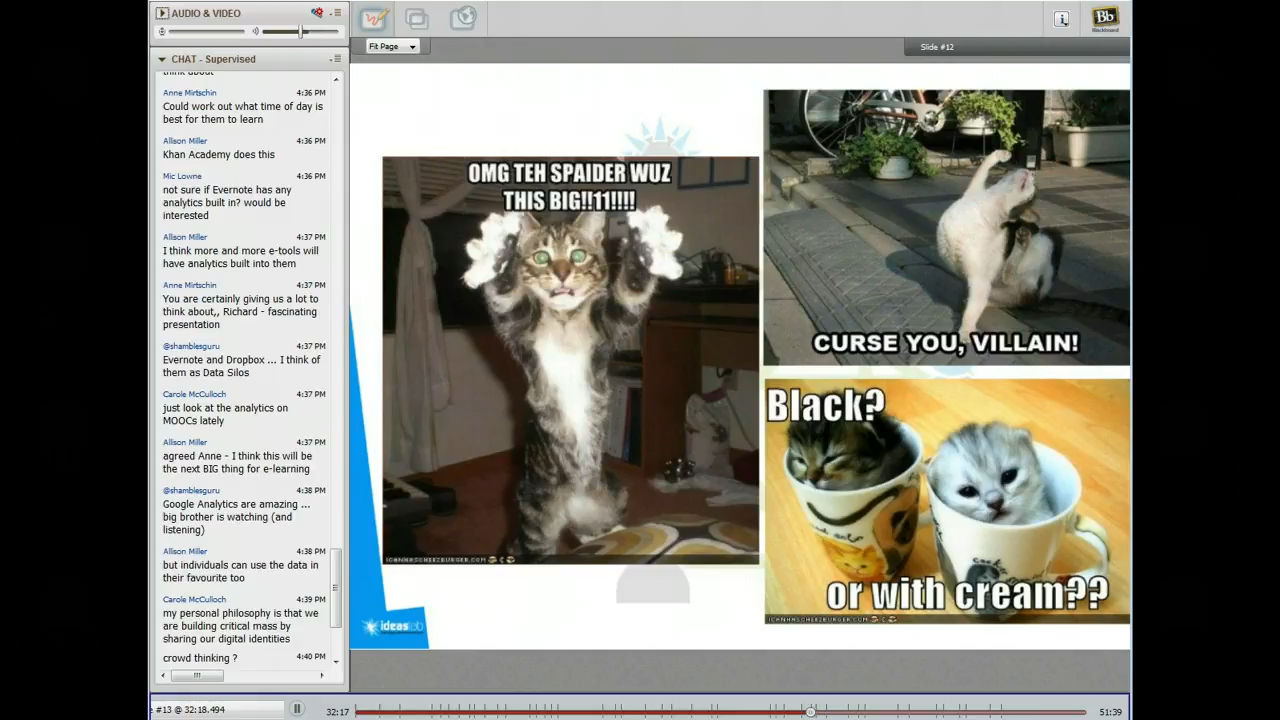 AUDIO & VIDEO
CHAT - Supervised
think about
Anne Mirtschin 4:36 PM
Could work out what time of day is
best for them to learn
Allison Miller 4:36 PM
Khan Academy does this
Mic Lowne 4:36 PM
not sure if Evernote has any
analytics built in? would be
interested
Allison Miller 4:37 PM
I think more and more e-tools will
have analytics built into them
Anne Mirtschin 4:37 PM
You are certainly giving us a lot to
think about,, Richard - fascinating
presentation
@shamblesguru 4:37 PM
Evernote and Dropbox ... I think of
them as Data Silos
Carole McCulloch 4:37 PM
just look at the analytics on
MOOCs lately
Allison Miller 4:37 PM
agreed Anne - I think this will be
the next BIG thing for e-learning
@shamblesguru 4:38 PM
Google Analytics are amazing ...
big brother is watching (and
listening)
Allison Miller 4:38 PM
but individuals can use the data in
their favourite too
Carole McCulloch 4:39 PM
my personal philosophy is that we
are building critical mass by
sharing our digital identities
crowd thinking ? 4:40 PM
#13 @ 32:18.494
Fit Page
Slide #12
Bb
Blackboard
OMG TEH SPAIDER WUZ
THIS BIG!!11!!!!
ICANHASCHEEZBURGER.COM
CURSE YOU, VILLAIN!
Black?
or with cream??
ICANHASCHEEZBURGER.COM
ideaslab
32:17
51:39